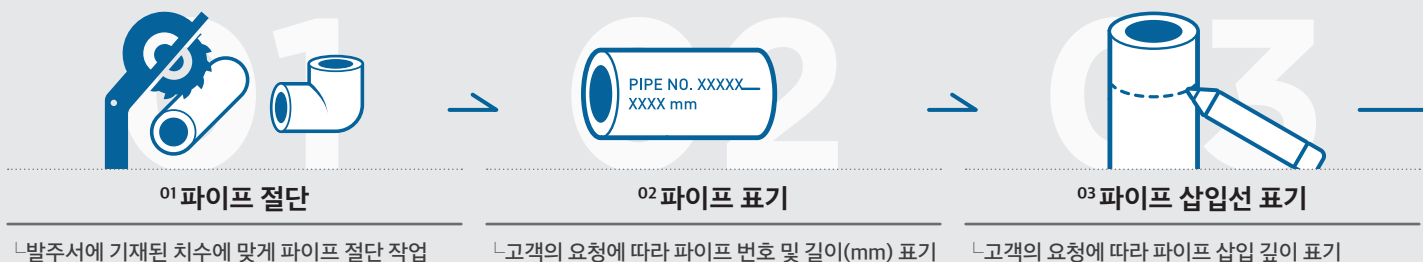 01
02
03
PIPE NO. XXXXX
XXXX mm
01 파이프 절단
02 파이프 표기
03 파이프 삽입선 표기
└발주서에 기재된 치수에 맞게 파이프 절단 작업
└고객의 요청에 따라 파이프 번호 및 길이(mm) 표기
└고객의 요청에 따라 파이프 삽입 깊이 표기